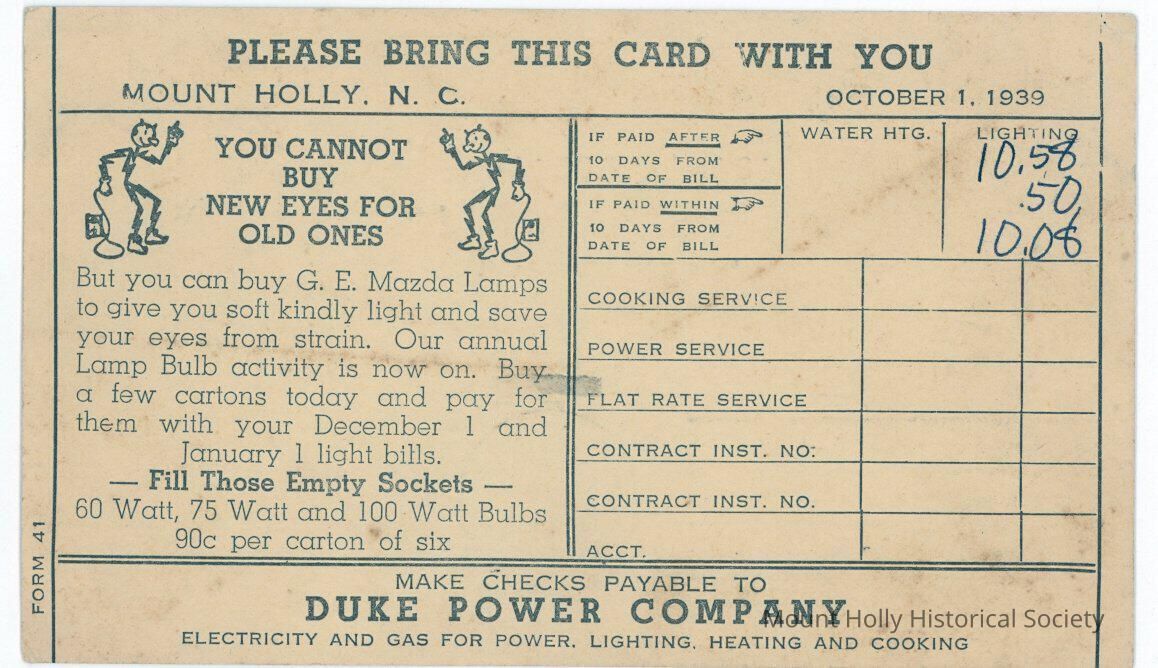 PLEASE BRING THIS CARD WITH YOU
MOUNT HOLLY. N. C.
OCTOBER 1, 1939
YOU CANNOT
BUY
NEW EYES FOR
OLD ONES
But you can buy G. E. Mazda Lamps
to give you soft kindly light and save
your eyes from strain. Our annual
Lamp Bulb activity is now on. Buy
a few cartons today and pay for
them with your December 1 and
January 1 light bills.
— Fill Those Empty Sockets —
60 Watt, 75 Watt and 100 Watt Bulbs
90c per carton of six
IF PAID AFTER
10 DAYS FROM
DATE OF BILL
IF PAID WITHIN
10 DAYS FROM
DATE OF BILL
WATER HTG.
LIGHTING
10.58
.50
10.08
COOKING SERVICE
POWER SERVICE
FLAT RATE SERVICE
CONTRACT INST. NO.
CONTRACT INST. NO.
ACCT.
FORM 41
MAKE CHECKS PAYABLE TO
DUKE POWER COMPANY
Mount Holly Historical Society
ELECTRICITY AND GAS FOR POWER, LIGHTING, HEATING AND COOKING